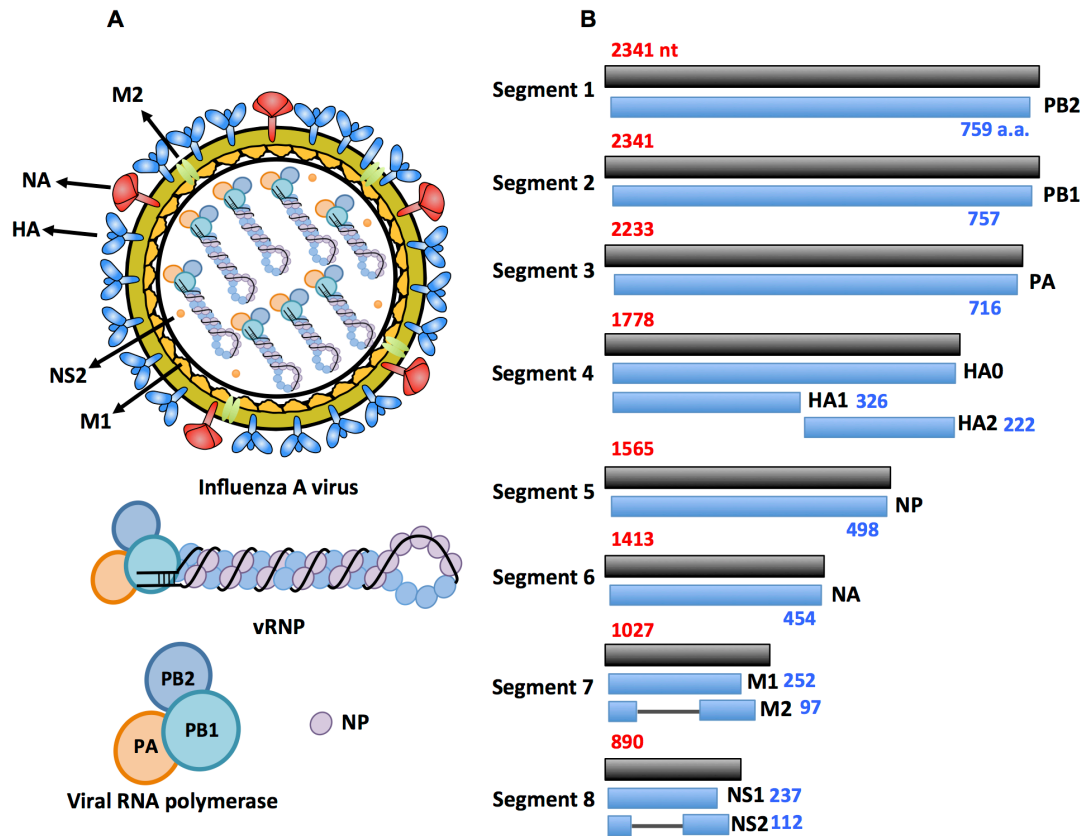 A
M2
NA
HA
NS2
M1
Influenza A virus
vRNP
PB2
PB1
PA
NP
Viral RNA polymerase
B
2341 nt
Segment 1
PB2
759 a.a.
2341
Segment 2
PB1
757
2233
Segment 3
PA
716
1778
Segment 4
HA0
HA1 326
HA2 222
1565
Segment 5
NP
498
1413
Segment 6
NA
454
1027
Segment 7
M1 252
M2 97
890
Segment 8
NS1 237
NS2 112